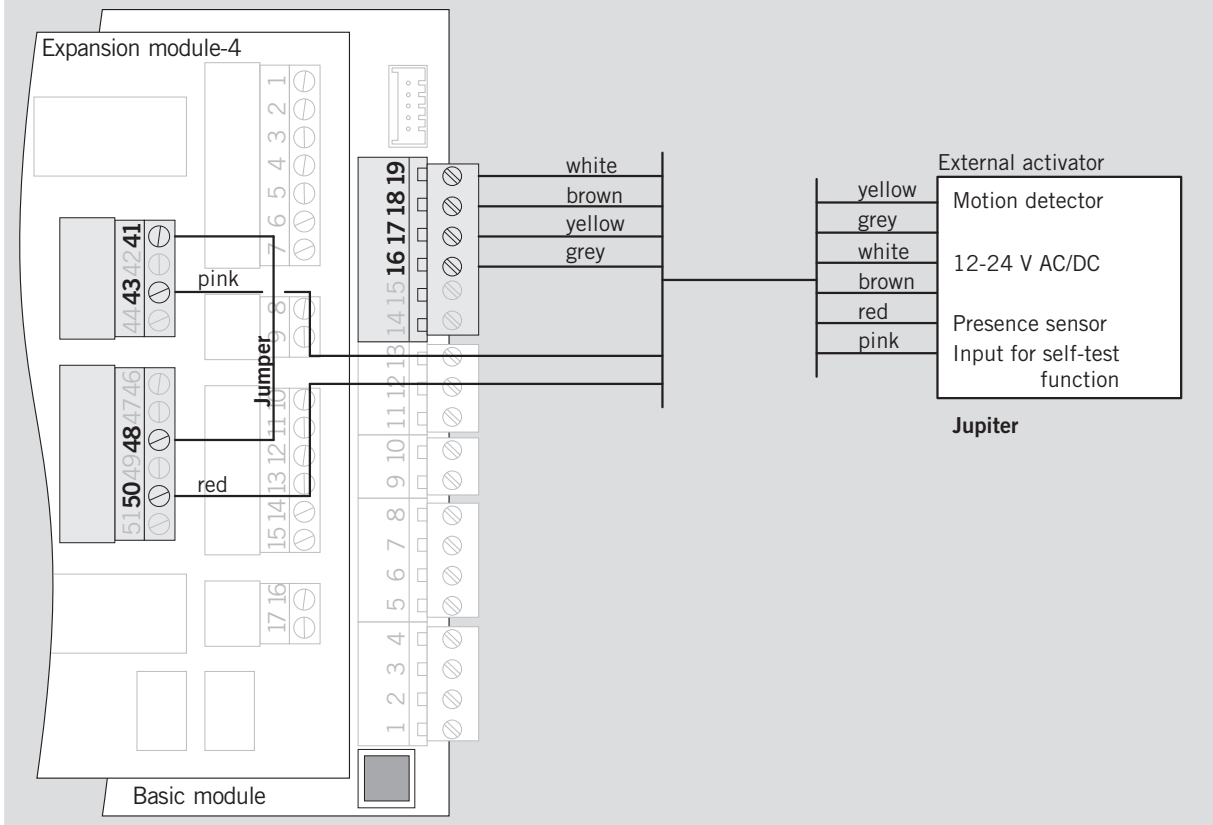 Expansion module-4
1
2
3
4
5
6
7
8
9
10
11
12
13
14
15
16
17
41
42
43
44
46
47
48
49
50
51
pink
red
Jumper
19
18
17
16
15
14
13
12
11
10
9
8
7
6
5
4
3
2
1
white
brown
yellow
grey
Basic module
External activator
yellow
grey
white
brown
red
pink
Motion detector
12-24 V AC/DC
Presence sensor
Input for self-test
function
Jupiter